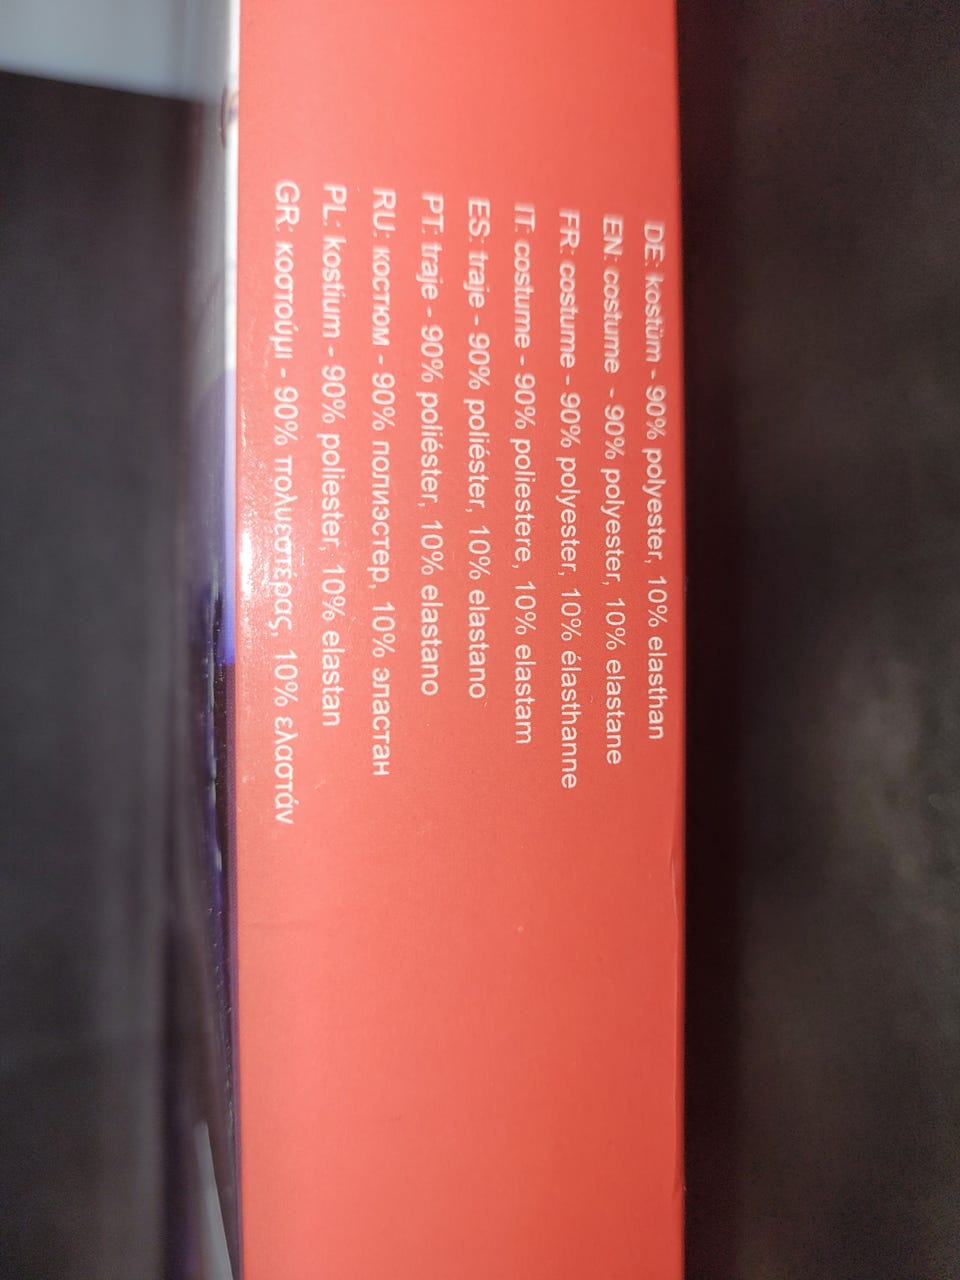 DE: kostüm - 90% polyester, 10% elasthan
EN: costume - 90% polyester, 10% elastane
FR: costume - 90% polyester, 10% élasthanne
IT: costume - 90% poliestere, 10% elastam
ES: traje - 90% poliéster, 10% elastano
PT: traje - 90% poliéster, 10% elastano
RU: костюм - 90% полиэстер, 10% эластан
PL: kostium - 90% poliester, 10% elastan
GR: κοστούμι - 90% πολυεστέρας, 10% ελαστάν